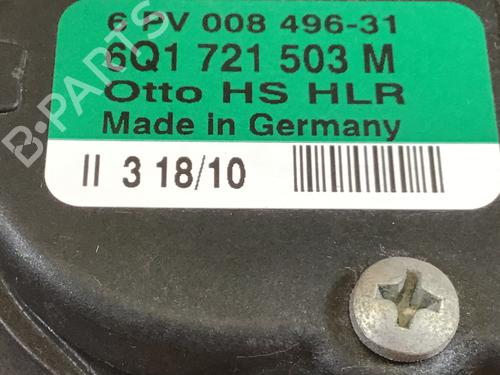 6 PV 008 496-31
6Q1 721 503 M
Otto HS HLR
Made in Germany
II 3 18/10
B-PARTS